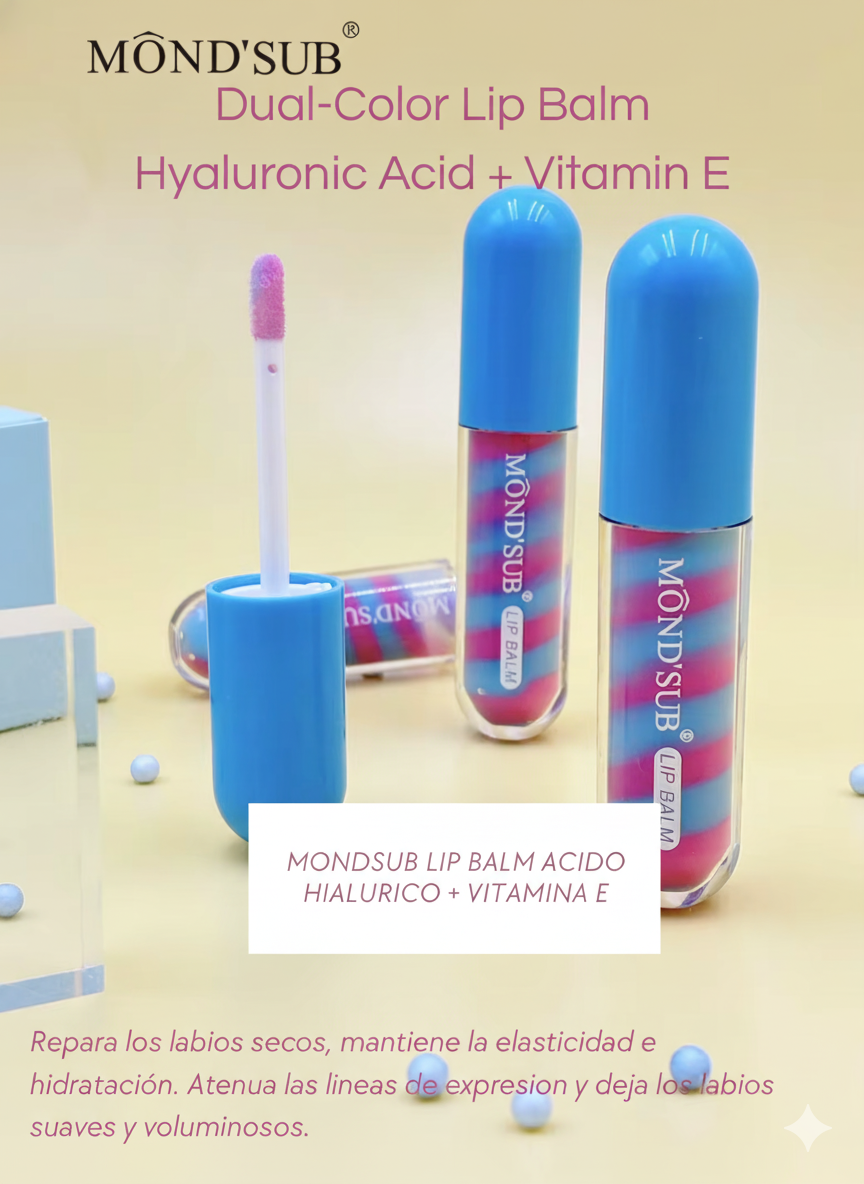 MÔND'SUB®
Dual-Color Lip Balm
Hyaluronic Acid + Vitamin E
MÔND'SUB®
LIP BALM
MÔND'SUB®
LIP BALM
MÔND'SU
MONDSUB LIP BALM ACIDO
HIALURICO + VITAMINA E
Repara los labios secos, mantiene la elasticidad e
hidratación. Atenua las lineas de expresion y deja los labios
suaves y voluminosos.